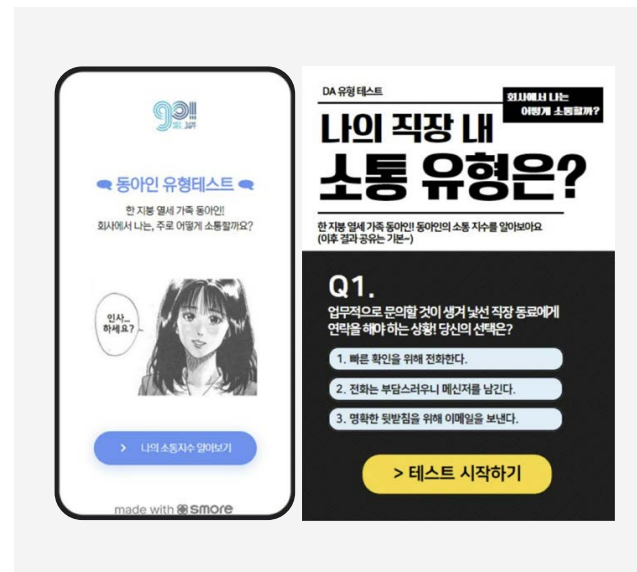 go!!
동아인 유형테스트
한 지붕 열세 가족 동아인!
회사에서 나는, 주로 어떻게 소통할까요?
인사...
하세요?
> 나의 소통지수 알아보기
made with smore
DA 유형 테스트
회사에서 나는
어떻게 소통할까?
나의 직장 내
소통 유형은?
한 지붕 열세 가족 동아인! 동아인의 소통 지수를 알아보아요
(이후 결과 공유는 기본~)
Q1.
업무적으로 문의할 것이 생겨 낯선 직장 동료에게
연락을 해야 하는 상황! 당신의 선택은?
1. 빠른 확인을 위해 전화한다.
2. 전화는 부담스러우니 메신저를 남긴다.
3. 명확한 뒷받침을 위해 이메일을 보낸다.
> 테스트 시작하기